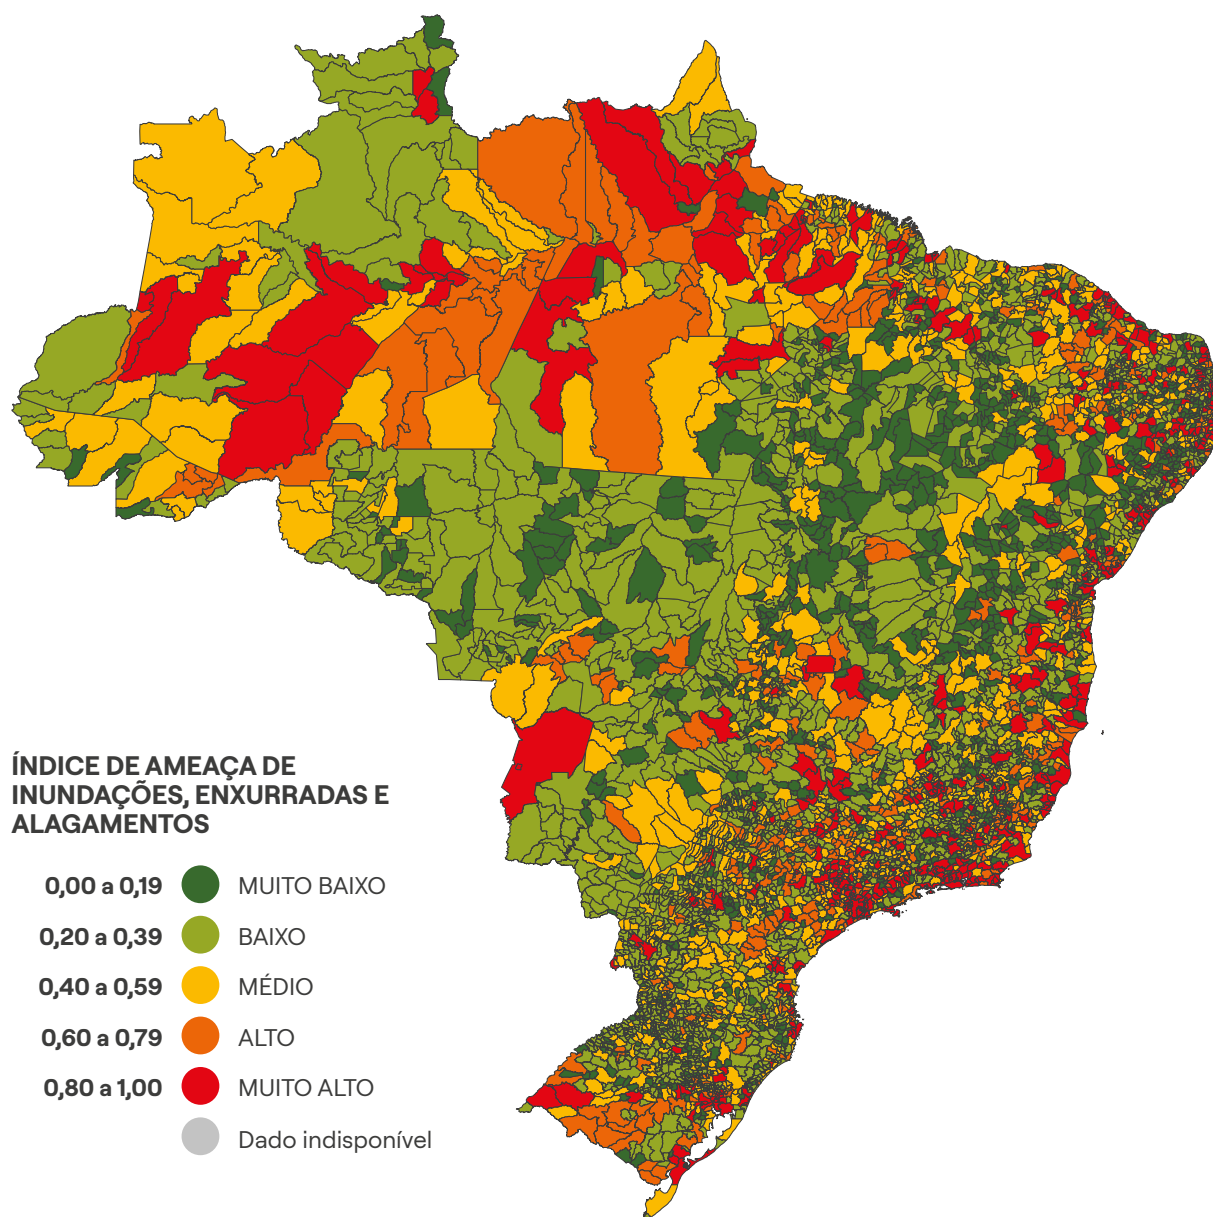 ÍNDICE DE AMEAÇA DE
INUNDAÇÕES, ENXURRADAS E
ALAGAMENTOS
0,00 a 0,19 MUITO BAIXO
0,20 a 0,39 BAIXO
0,40 a 0,59 MÉDIO
0,60 a 0,79 ALTO
0,80 a 1,00 MUITO ALTO
Dado indisponível